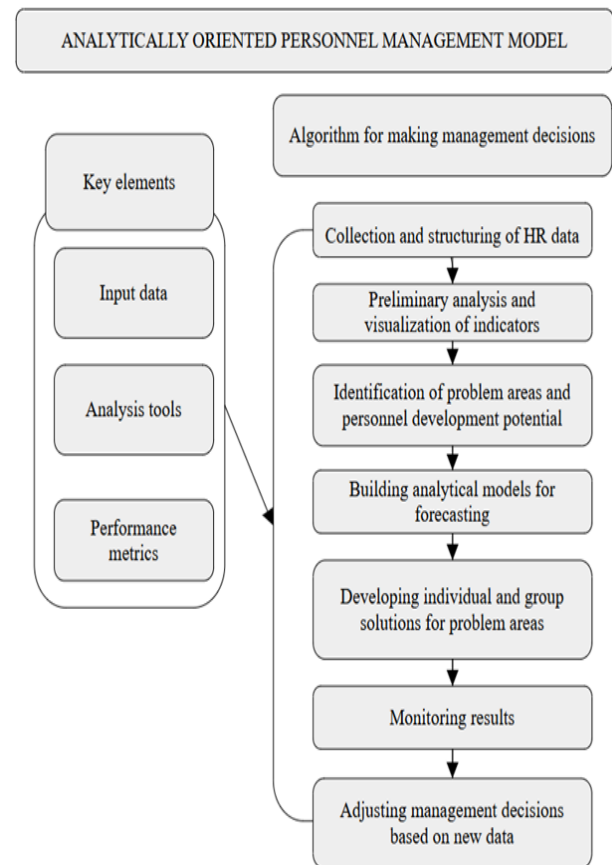 ANALYTICALLY ORIENTED PERSONNEL MANAGEMENT MODEL
Key elements
Input data
Analysis tools
Performance
metrics
Algorithm for making management decisions
Collection and structuring of HR data
Preliminary analysis and
visualization of indicators
Identification of problem areas and
personnel development potential
Building analytical models for
forecasting
Developing individual and group
solutions for problem areas
Monitoring results
Adjusting management decisions
based on new data